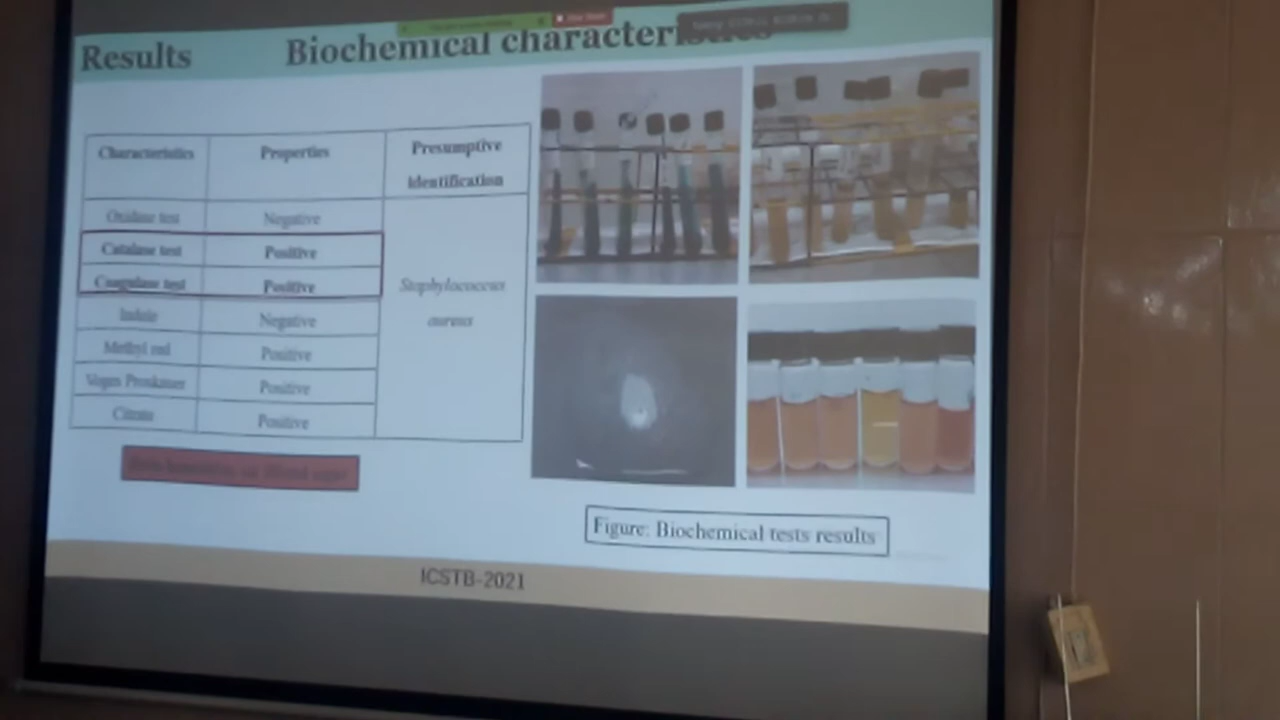 Results
Biochemical characteristics
Characteristics Properties Presumptive
identification
Oxidase test Negative
Catalase test Positive
Coagulase test Positive
Staphylococcus
aureus
Indole Negative
Methyl red Positive
Voges Proskauer Positive
Citrate Positive
Figure: Biochemical tests results
ICSTB-2021